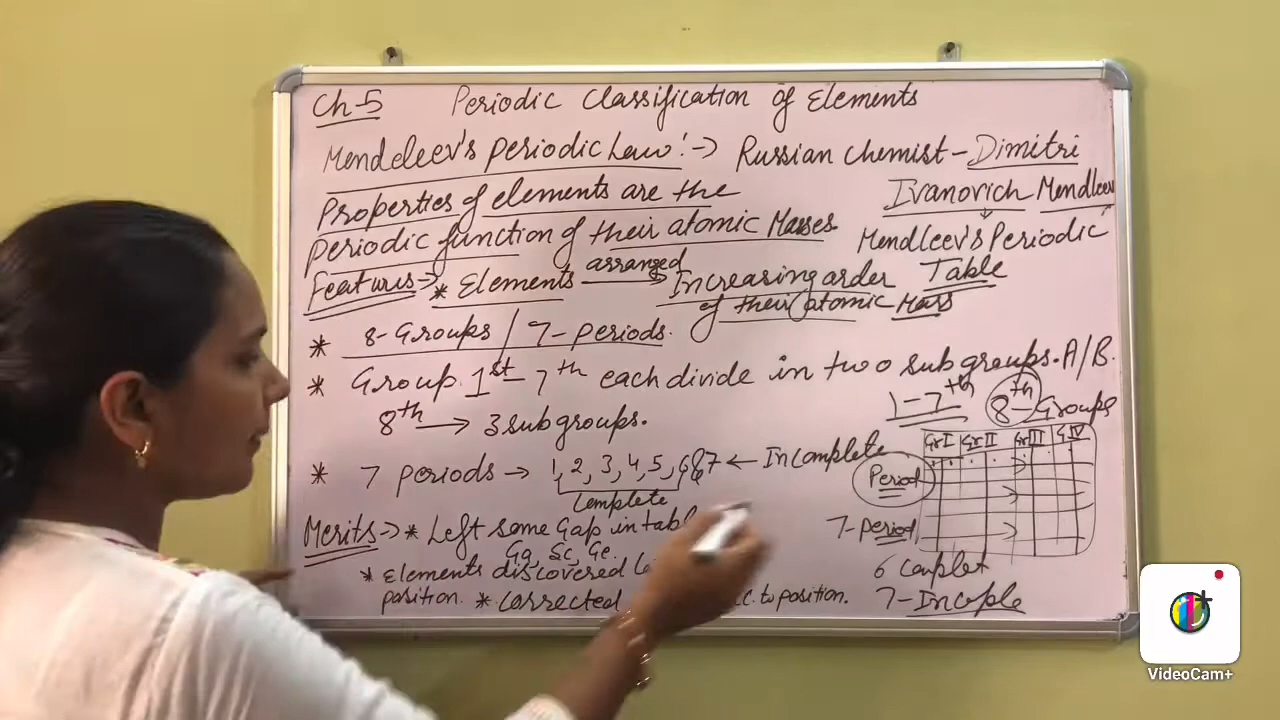 Ch-5 Periodic Classification of Elements
Mendeleev's Periodic Law :-> Russian Chemist - Dimitri
Ivanovich Mendleev
Properties of elements are the
periodic function of their atomic Masses
Mendleev's Periodic
Table
Features -> * Elements arranged Increasing order
of their atomic Mass
* 8-Groups / 7-periods.
* Group 1st - 7th each divide in two subgroups. A/B.
8th -> 3 subgroups.
1-7th 8th Groups
* 7 periods -> 1, 2, 3, 4, 5, 6 & 7 <- Incomplete
Complete
Gr I Gr II Gr III G IV
Period
7-period
6 Complet
7-Incomple
Merits -> * Left some Gap in
Ga, Sc, Ge.
* Elements discovered
position. * Corrected to position.
VideoCam+